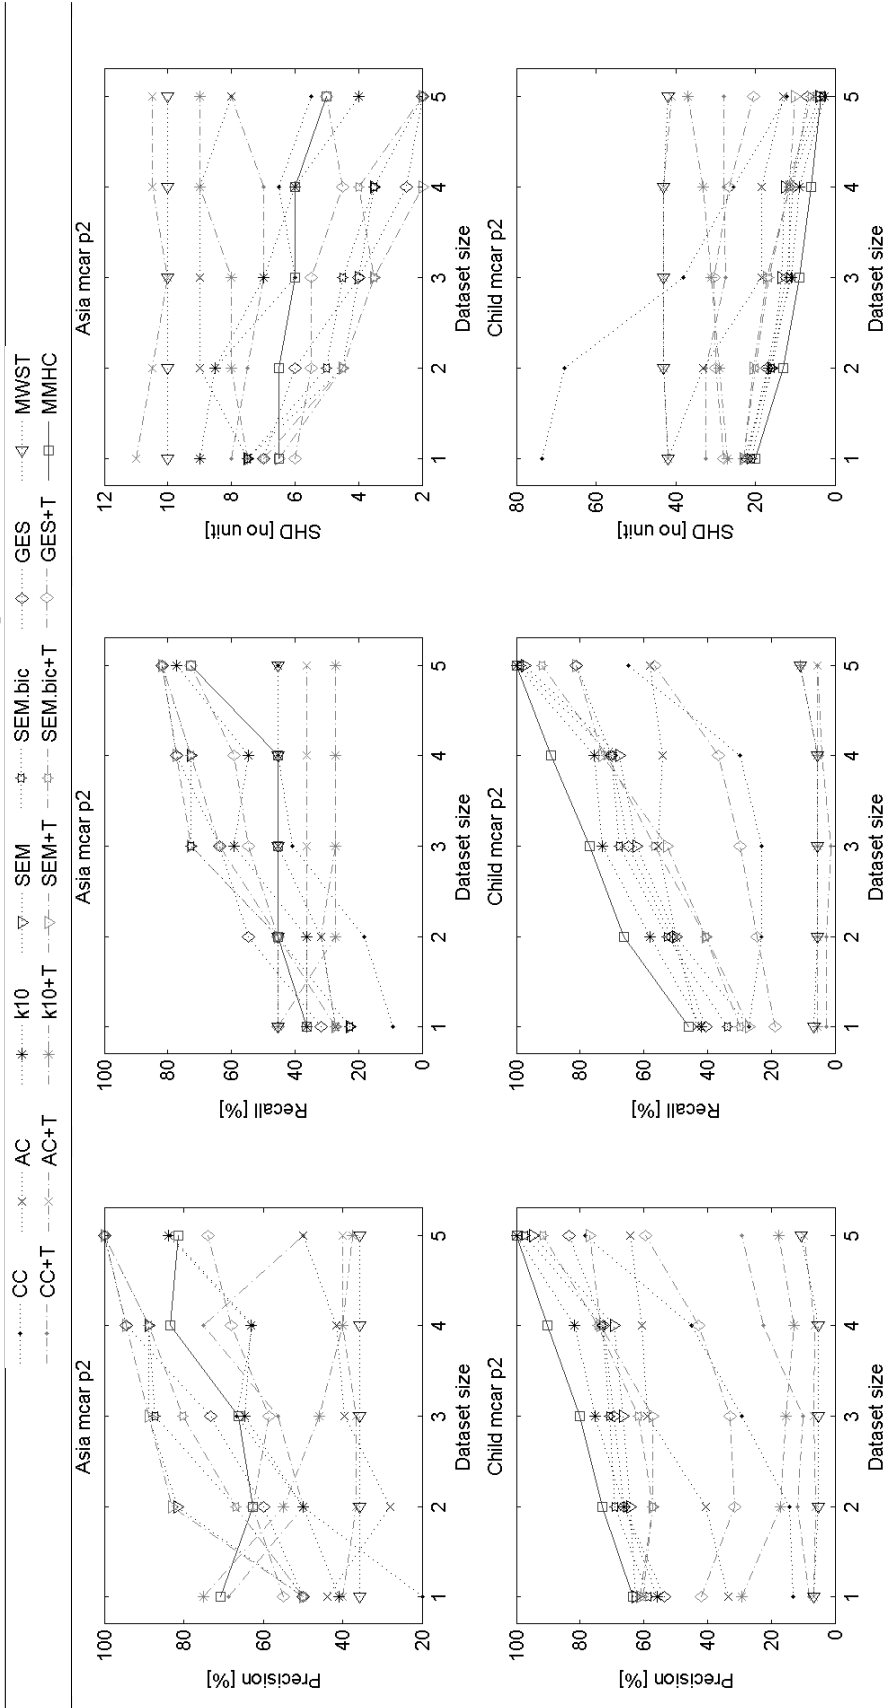 CC AC k10 SEM SEM.bic GES MWST
CC+T AC+T k10+T SEM+T SEM.bic+T GES+T MMHC
Asia mcar p2
100
80
60
40
20
Precision [%]
1 2 3 4 5
Dataset size
Asia mcar p2
100
80
60
40
20
0
Recall [%]
1 2 3 4 5
Dataset size
Asia mcar p2
12
10
8
6
4
2
SHD [no unit]
1 2 3 4 5
Dataset size
Child mcar p2
100
80
60
40
20
0
Precision [%]
1 2 3 4 5
Dataset size
Child mcar p2
100
80
60
40
20
0
Recall [%]
1 2 3 4 5
Dataset size
Child mcar p2
80
60
40
20
0
SHD [no unit]
1 2 3 4 5
Dataset size